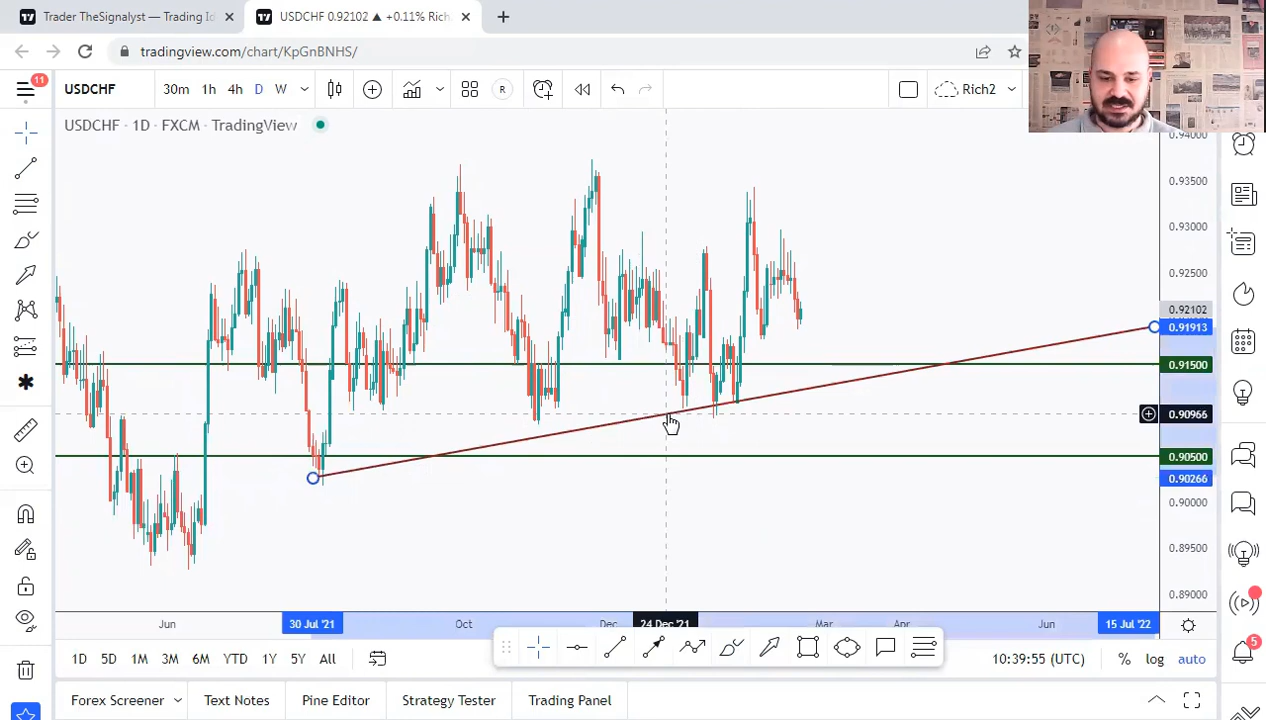 Trader TheSignalyst — Trading Id
USDCHF 0.92102 ▲ +0.11% Rich
tradingview.com/chart/KpGnBNHS/
11
USDCHF
30m 1h 4h D W
R
Rich2
USDCHF · 1D · FXCM · TradingView
0.94000
0.93500
0.93000
0.92500
0.92102
0.91913
0.91500
0.90966
0.90500
0.90266
0.90000
0.89500
0.89000
Jun 30 Jul '21 Oct Dec 24 Dec '21 Mar Apr Jun 15 Jul '22
1D 5D 1M 3M 6M YTD 1Y 5Y All
10:39:55 (UTC) % log auto
5
Forex Screener Text Notes Pine Editor Strategy Tester Trading Panel